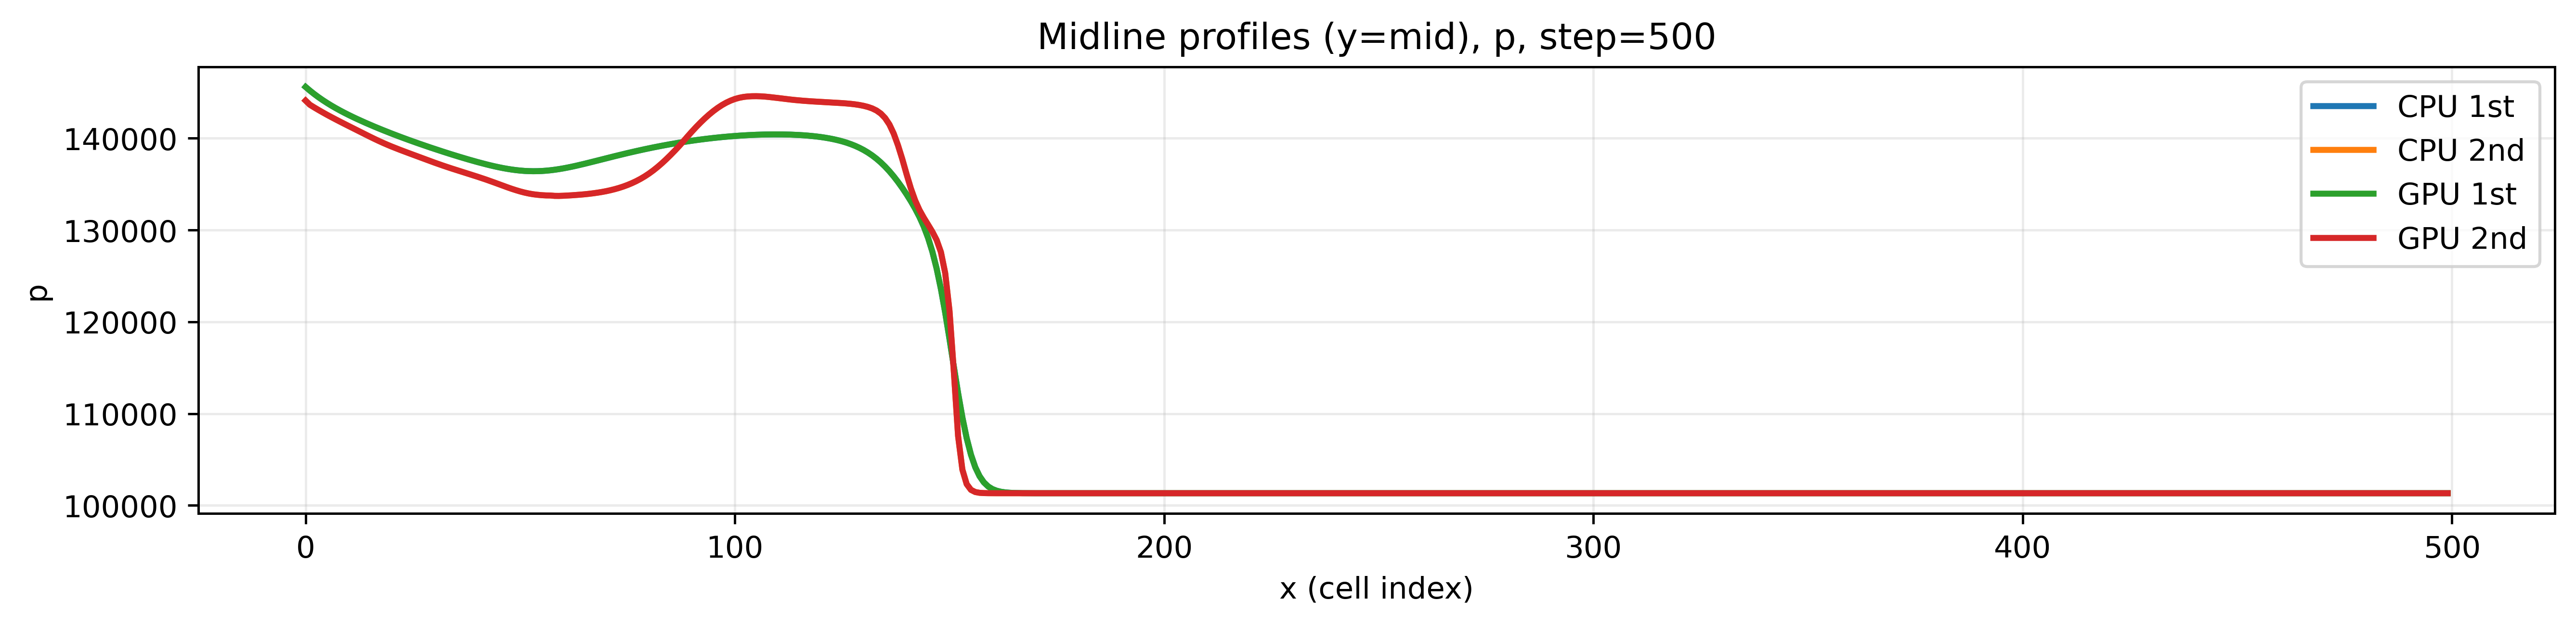 Midline profiles (y=mid), p, step=500
CPU 1st
CPU 2nd
GPU 1st
GPU 2nd
140000
130000
120000
110000
100000
p
0 100 200 300 400 500
x (cell index)